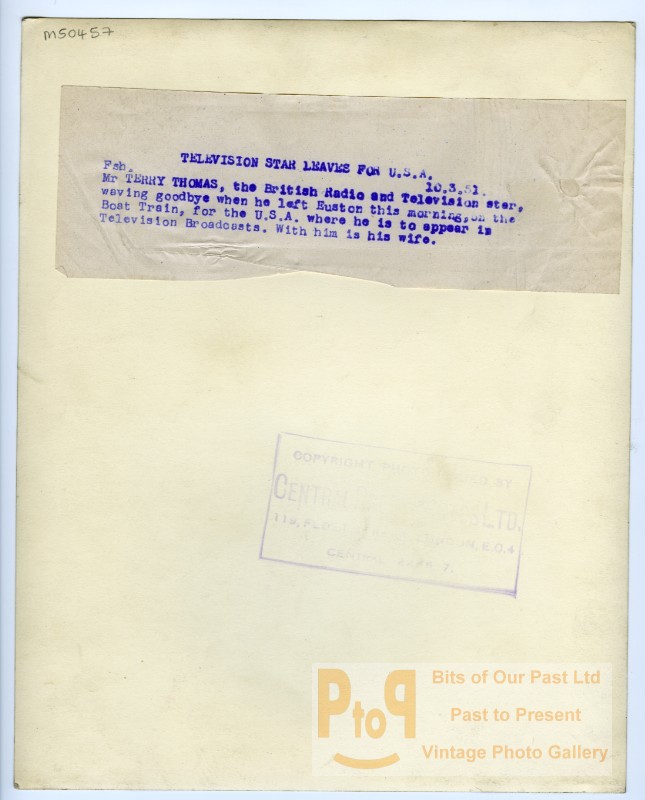 m50457
TELEVISION STAR LEAVES FOR U.S.A.
Fsh. 10.3.51.
Mr TERRY THOMAS, the British Radio and Television star,
waving goodbye when he left Euston this morning,on the
Boat Train, for the U.S.A. where he is to appear in
Television Broadcasts. With him is his wife.
COPYRIGHT BY
LTD.
E.C.4
CENTRAL
PtoP
Bits of Our Past Ltd
Past to Present
Vintage Photo Gallery